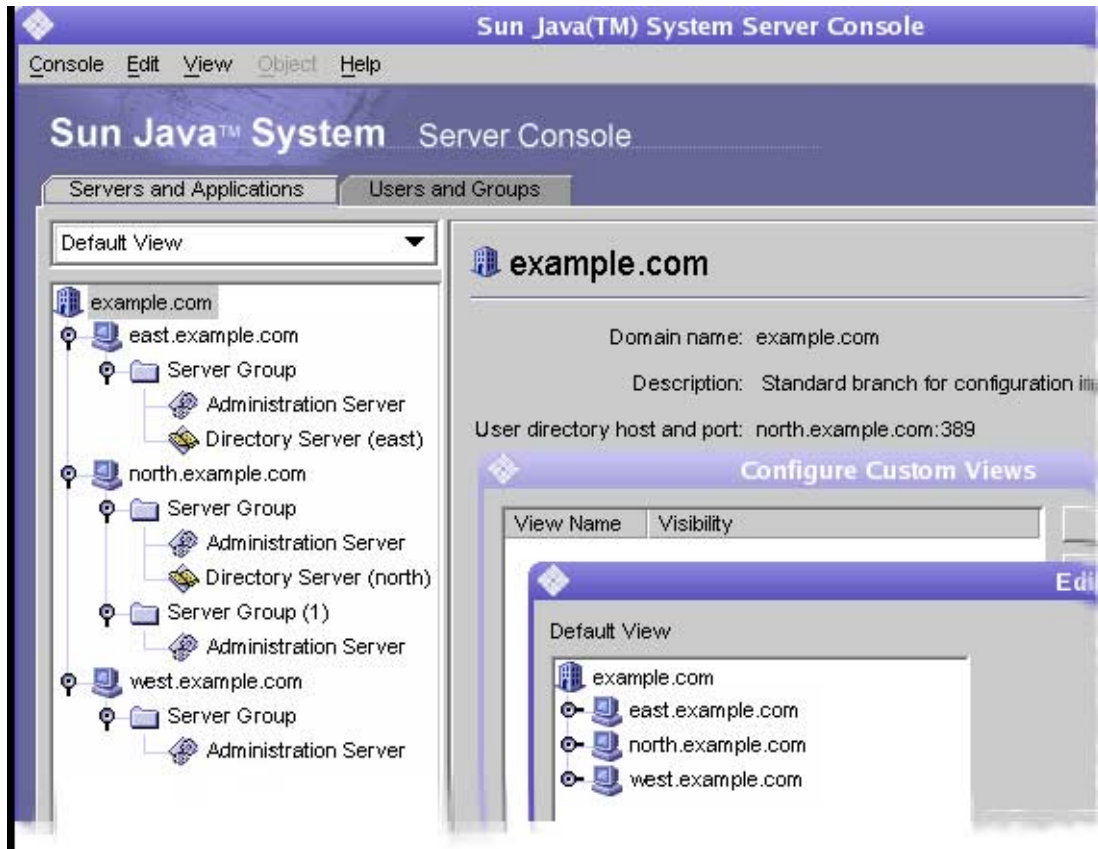 Sun Java(TM) System Server Console
Console Edit View Object Help
Sun Java™ System Server Console
Servers and Applications Users and Groups
Default View
example.com
east.example.com
Server Group
Administration Server
Directory Server (east)
north.example.com
Server Group
Administration Server
Directory Server (north)
Server Group (1)
Administration Server
west.example.com
Server Group
Administration Server
example.com
Domain name: example.com
Description: Standard branch for configuration
User directory host and port: north.example.com:389
Configure Custom Views
View Name Visibility
Default View
example.com
east.example.com
north.example.com
west.example.com